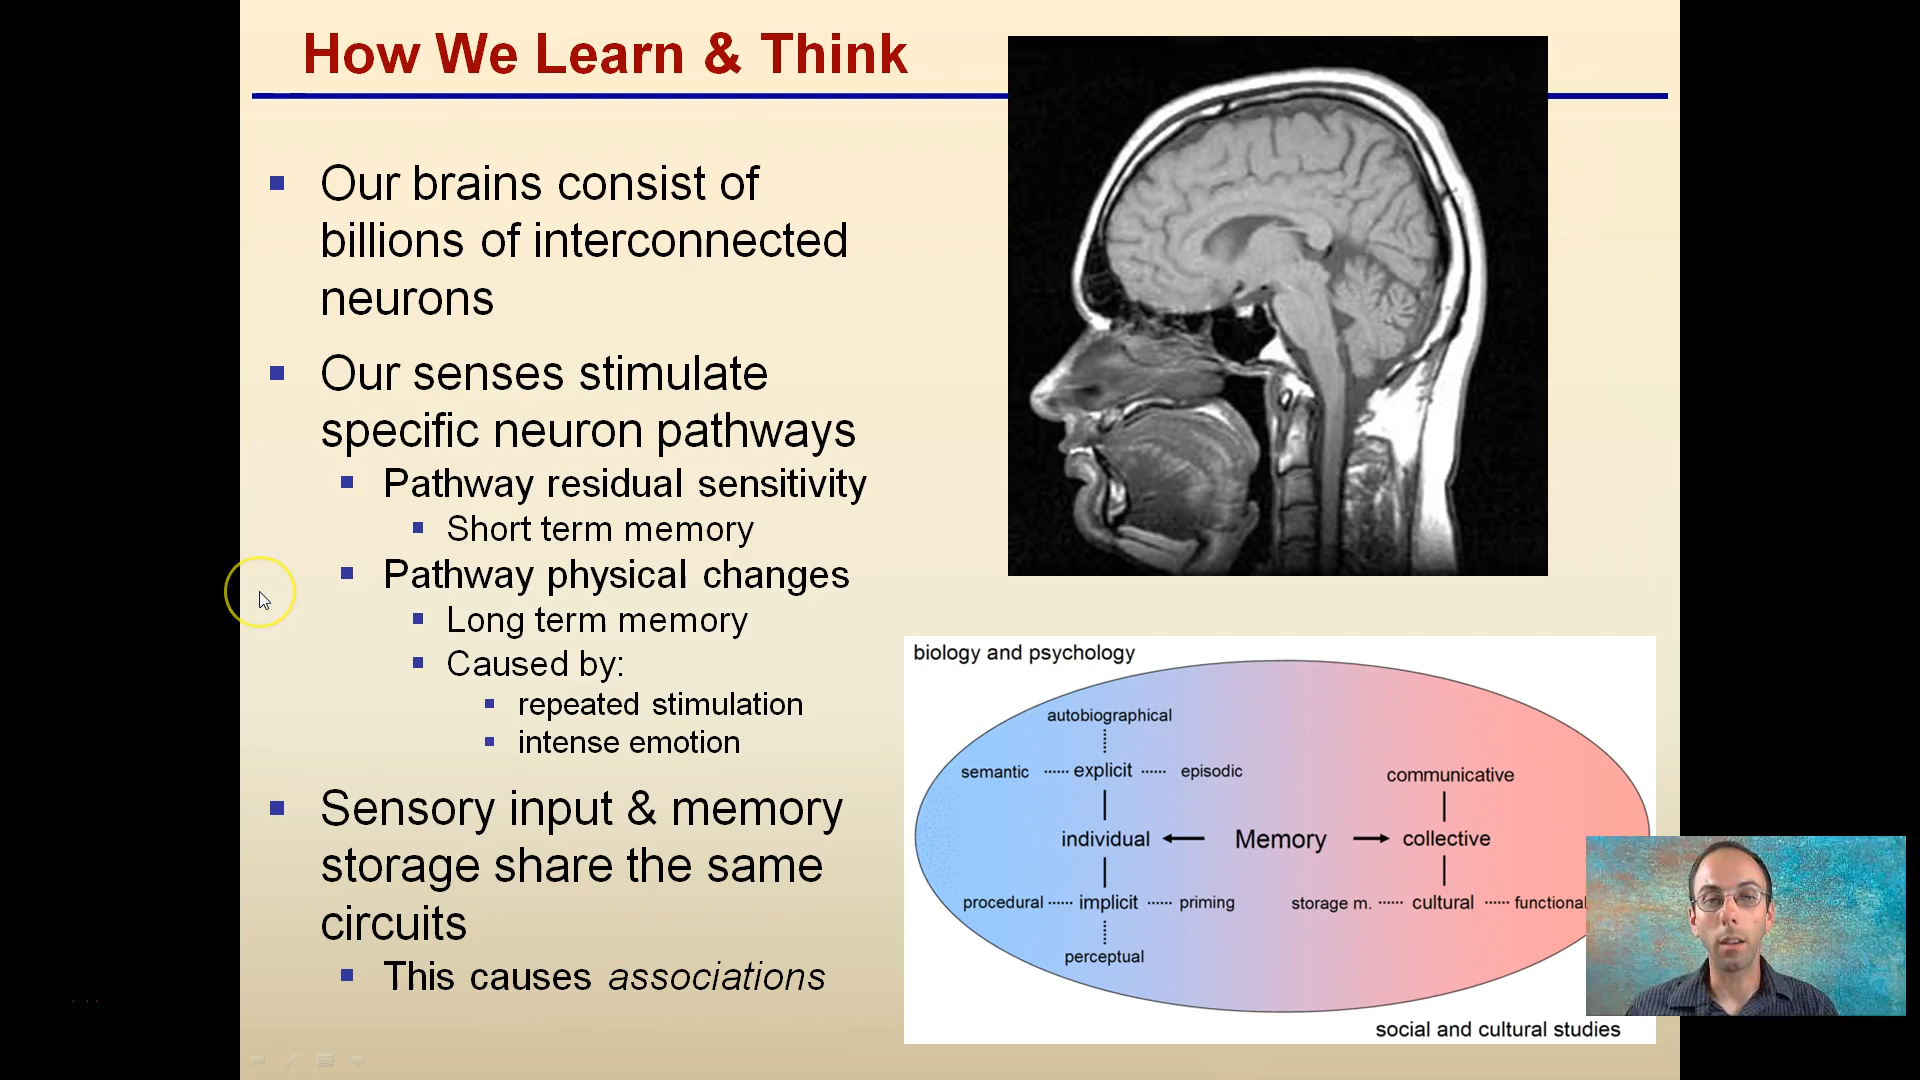 How We Learn & Think
Our brains consist of
billions of interconnected
neurons
Our senses stimulate
specific neuron pathways
Pathway residual sensitivity
Short term memory
Pathway physical changes
Long term memory
Caused by:
repeated stimulation
intense emotion
Sensory input & memory
storage share the same
circuits
This causes associations
biology and psychology
autobiographical
semantic explicit episodic
communicative
individual Memory collective
procedural implicit priming
storage m. cultural functional
perceptual
social and cultural studies